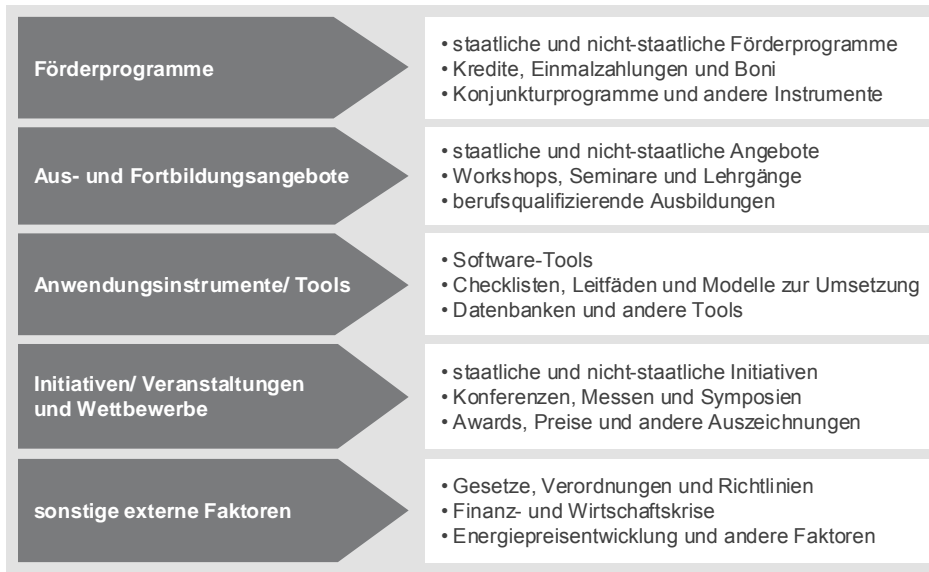 Förderprogramme
• staatliche und nicht-staatliche Förderprogramme
• Kredite, Einmalzahlungen und Boni
• Konjunkturprogramme und andere Instrumente
Aus- und Fortbildungsangebote
• staatliche und nicht-staatliche Angebote
• Workshops, Seminare und Lehrgänge
• berufsqualifizierende Ausbildungen
Anwendungsinstrumente/ Tools
• Software-Tools
• Checklisten, Leitfäden und Modelle zur Umsetzung
• Datenbanken und andere Tools
Initiativen/ Veranstaltungen
und Wettbewerbe
• staatliche und nicht-staatliche Initiativen
• Konferenzen, Messen und Symposien
• Awards, Preise und andere Auszeichnungen
sonstige externe Faktoren
• Gesetze, Verordnungen und Richtlinien
• Finanz- und Wirtschaftskrise
• Energiepreisentwicklung und andere Faktoren